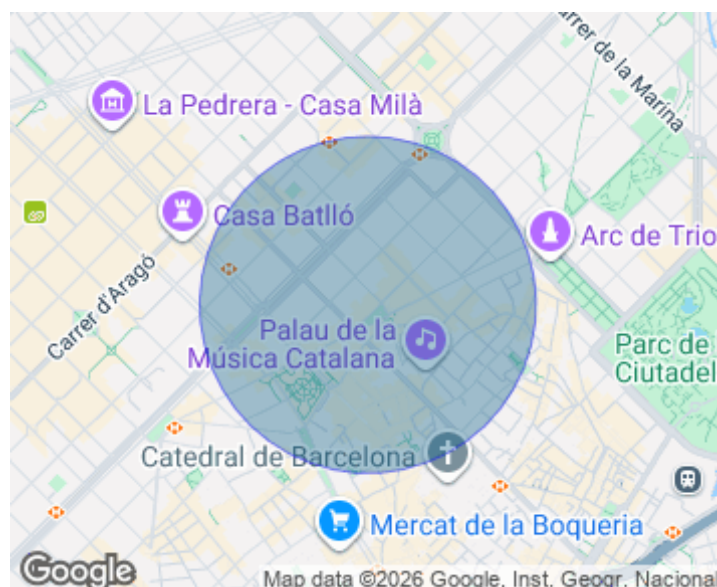 Carrer de la Marina
La Pedrera - Casa Milà
Casa Batlló
Arc de Trio
Carrer d'Aragó
Palau de la
Música Catalana
Parc de
Ciutadel
Catedral de Barcelona
Mercat de la Boqueria
Google
Map data ©2026 Google, Inst. Geogr. Nacional